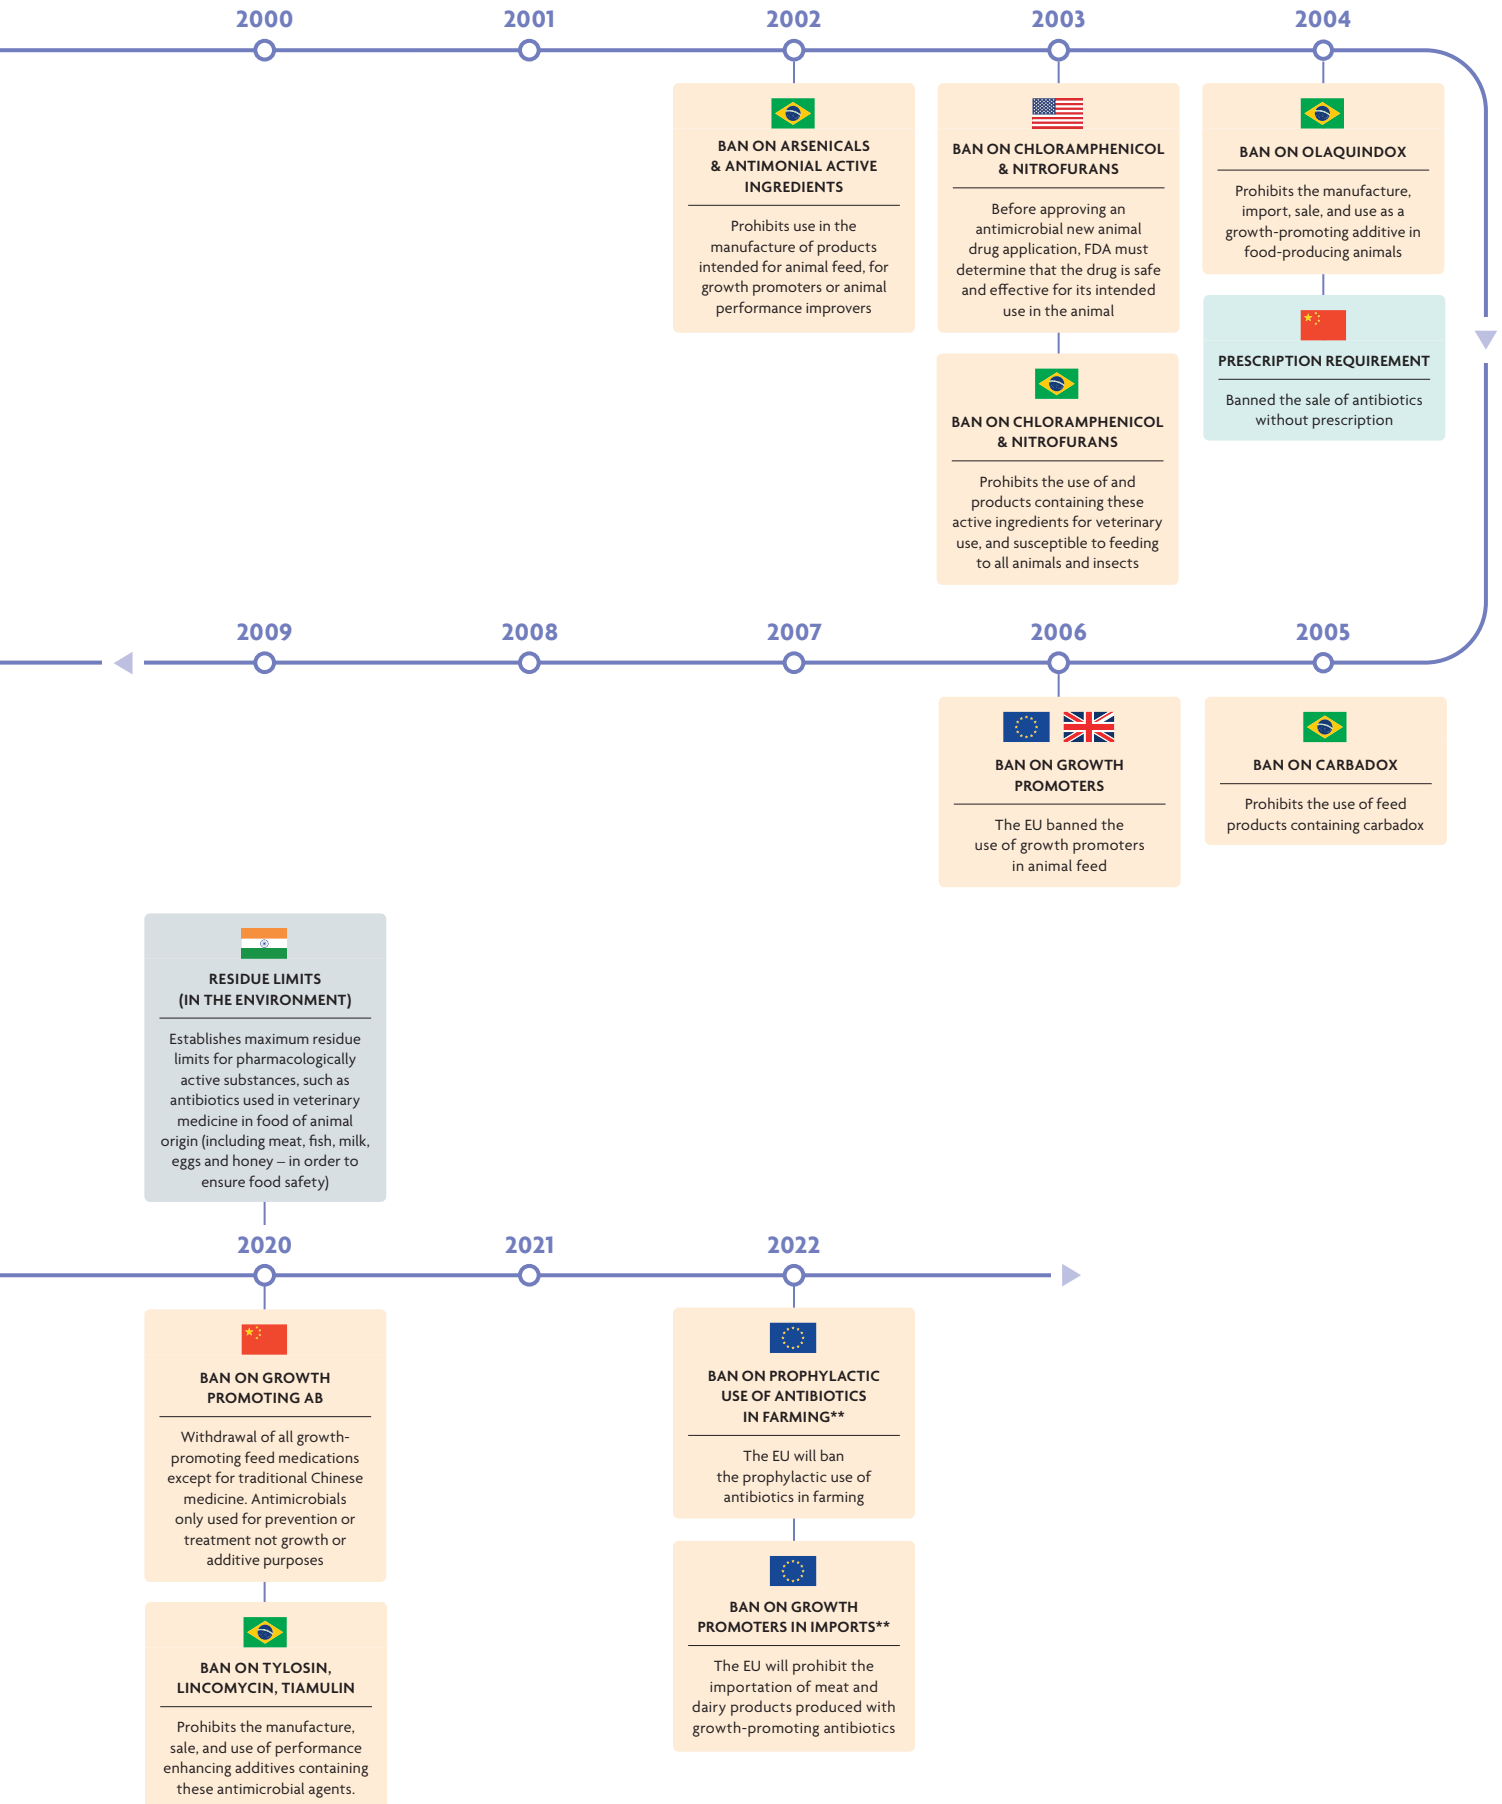 2000
2001
2002
2003
2004
BAN ON ARSENICALS
& ANTIMONIAL ACTIVE
INGREDIENTS
Prohibits use in the
manufacture of products
intended for animal feed, for
growth promoters or animal
performance improvers
BAN ON CHLORAMPHENICOL
& NITROFURANS
Before approving an
antimicrobial new animal
drug application, FDA must
determine that the drug is safe
and effective for its intended
use in the animal
BAN ON CHLORAMPHENICOL
& NITROFURANS
Prohibits the use of and
products containing these
active ingredients for veterinary
use, and susceptible to feeding
to all animals and insects
BAN ON OLAQUINDOX
Prohibits the manufacture,
import, sale, and use as a
growth-promoting additive in
food-producing animals
PRESCRIPTION REQUIREMENT
Banned the sale of antibiotics
without prescription
2009
2008
2007
2006
2005
BAN ON GROWTH
PROMOTERS
The EU banned the
use of growth promoters
in animal feed
BAN ON CARBADOX
Prohibits the use of feed
products containing carbadox
RESIDUE LIMITS
(IN THE ENVIRONMENT)
Establishes maximum residue
limits for pharmacologically
active substances, such as
antibiotics used in veterinary
medicine in food of animal
origin (including meat, fish, milk,
eggs and honey – in order to
ensure food safety)
2020
2021
2022
BAN ON GROWTH
PROMOTING AB
Withdrawal of all growth-
promoting feed medications
except for traditional Chinese
medicine. Antimicrobials
only used for prevention or
treatment not growth or
additive purposes
BAN ON TYLOSIN,
LINCOMYCIN, TIAMULIN
Prohibits the manufacture,
sale, and use of performance
enhancing additives containing
these antimicrobial agents.
BAN ON PROPHYLACTIC
USE OF ANTIBIOTICS
IN FARMING**
The EU will ban
the prophylactic use of
antibiotics in farming
BAN ON GROWTH
PROMOTERS IN IMPORTS**
The EU will prohibit the
importation of meat and
dairy products produced with
growth-promoting antibiotics